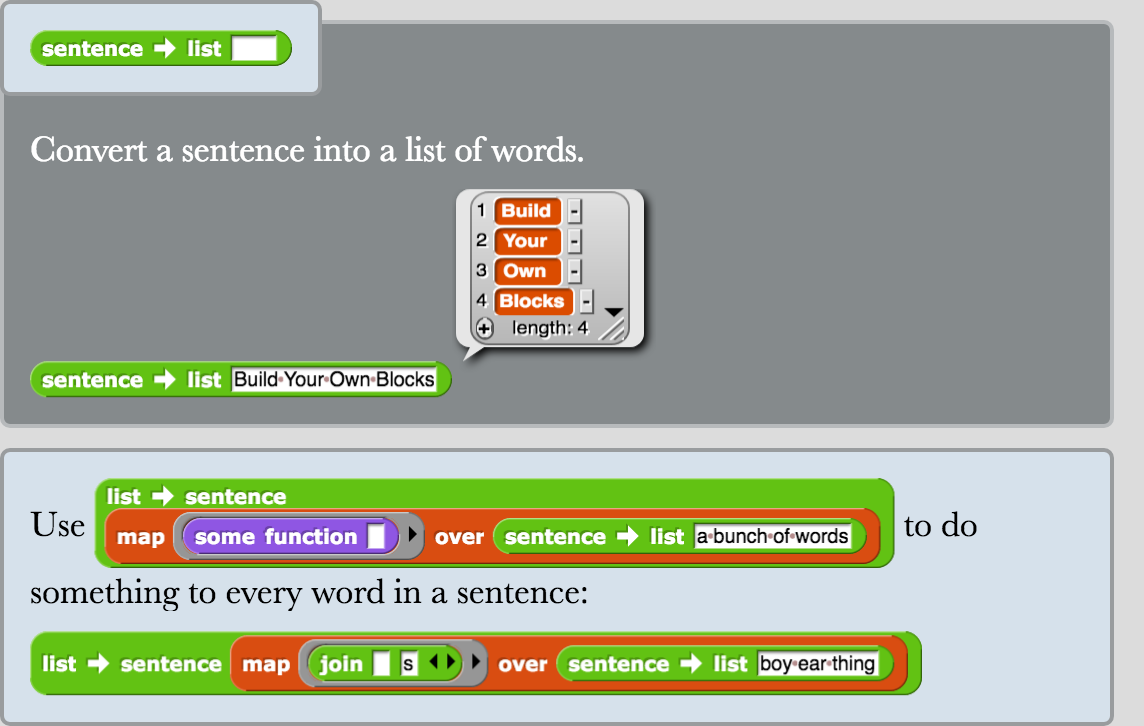 sentence → list
Convert a sentence into a list of words.
1 Build -
2 Your -
3 Own -
4 Blocks -
+ length: 4
sentence → list Build Your Own Blocks
list → sentence
Use map some function over sentence → list a bunch of words to do
something to every word in a sentence:
list → sentence map join s over sentence → list boy ear thing